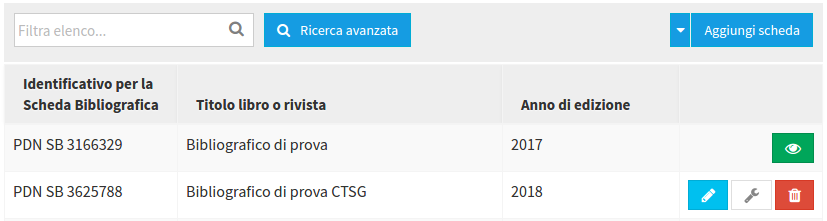 Filtra elenco...
Ricerca avanzata
Aggiungi scheda
Identificativo per la
Scheda Bibliografica
Titolo libro o rivista
Anno di edizione
PDN SB 3166329 Bibliografico di prova 2017
PDN SB 3625788 Bibliografico di prova CTSG 2018